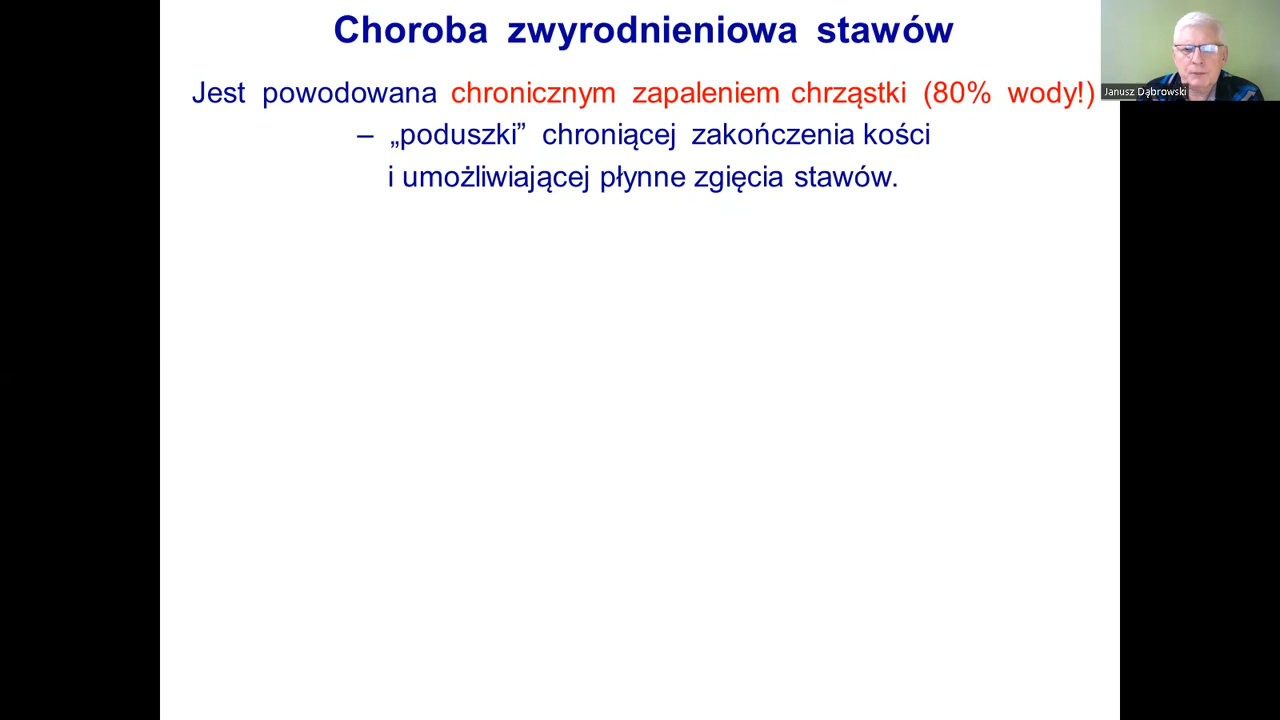 Choroba zwyrodnieniowa stawów
Jest powodowana chronicznym zapaleniem chrząstki (80% wody!)
– „poduszki” chroniącej zakończenia kości
i umożliwiającej płynne zgięcia stawów.
Janusz Dąbrowski